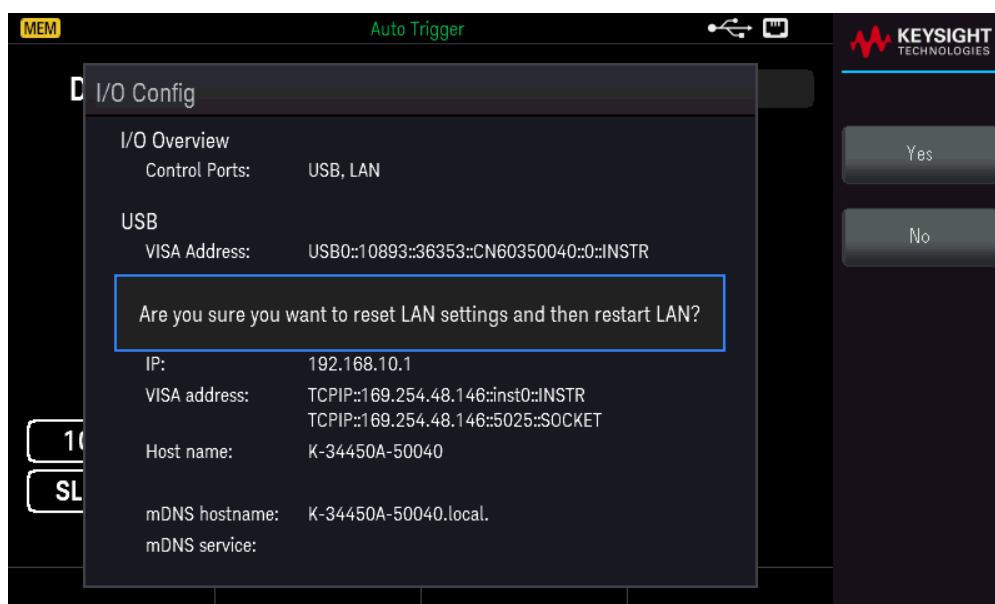 MEM
Auto Trigger
KEYSIGHT
TECHNOLOGIES
D
I/O Config
I/O Overview
Control Ports: USB, LAN
Yes
USB
VISA Address: USB0::10893::36353::CN60350040::0::INSTR
No
Are you sure you want to reset LAN settings and then restart LAN?
IP: 192.168.10.1
VISA address: TCPIP::169.254.48.146::inst0::INSTR
TCPIP::169.254.48.146::5025::SOCKET
10
Host name: K-34450A-50040
SL
mDNS hostname: K-34450A-50040.local.
mDNS service: